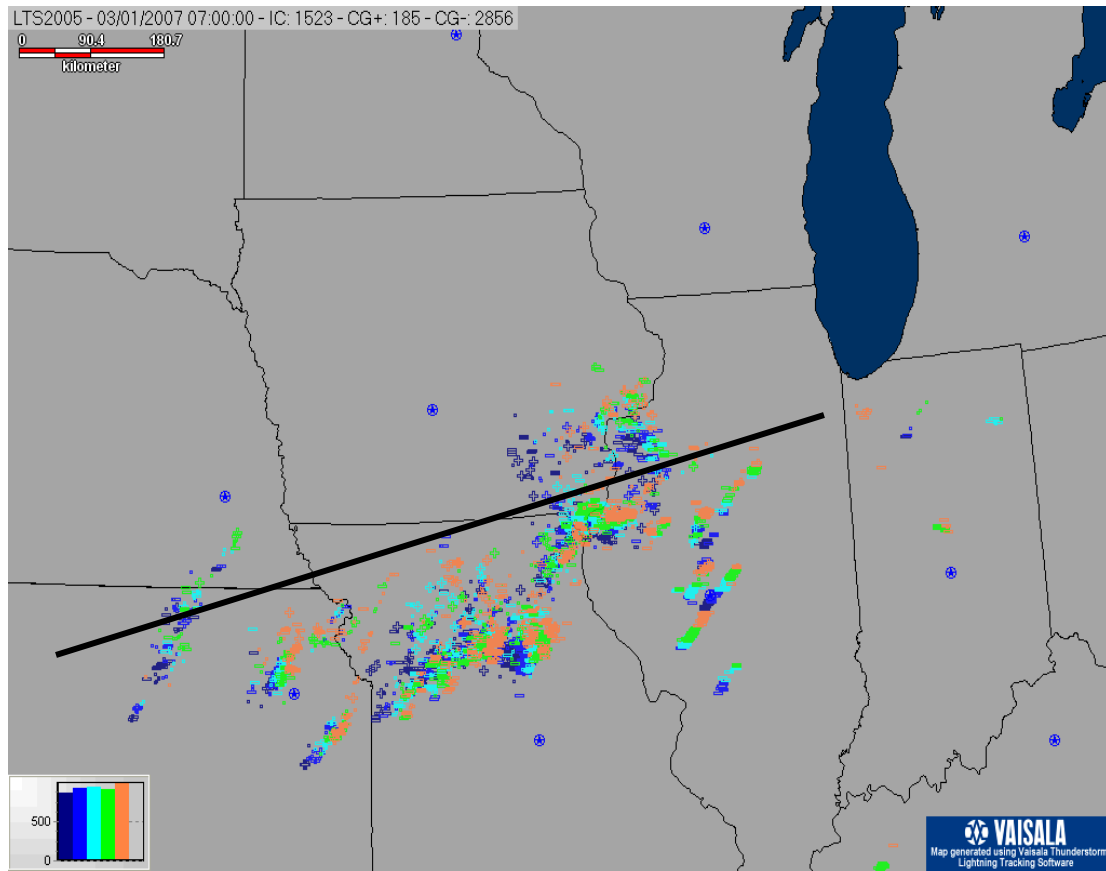 LTS2005 - 03/01/2007 07:00:00 - IC: 1523 - CG+: 185 - CG-: 2856
0 90.4 180.7
kilometer
500
0
VAISALA
Map generated using Vaisala Thunderstorm
Lightning Tracking Software